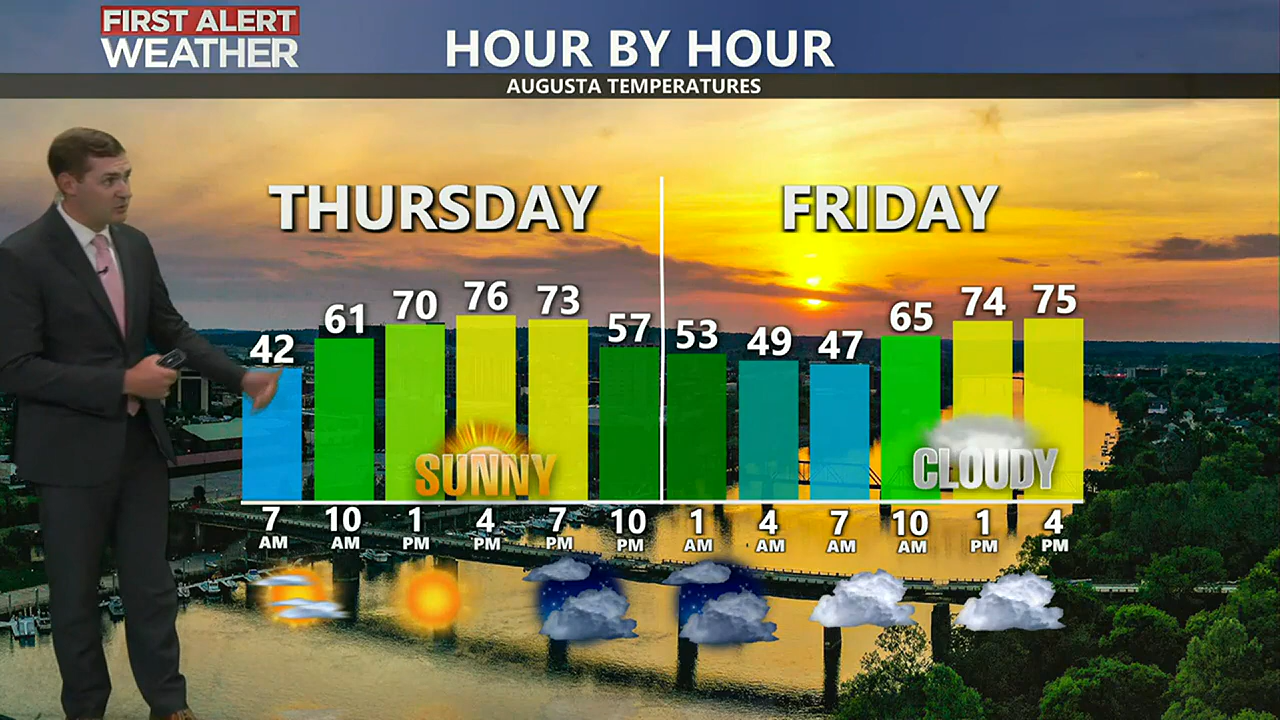 FIRST ALERT
WEATHER
HOUR BY HOUR
AUGUSTA TEMPERATURES
THURSDAY
FRIDAY
42 61 70 76 73 57 53 49 47 65 74 75
SUNNY
CLOUDY
7 10 1 4 7 10 1 4 7 10 1 4
AM AM PM PM PM PM AM AM AM AM PM PM